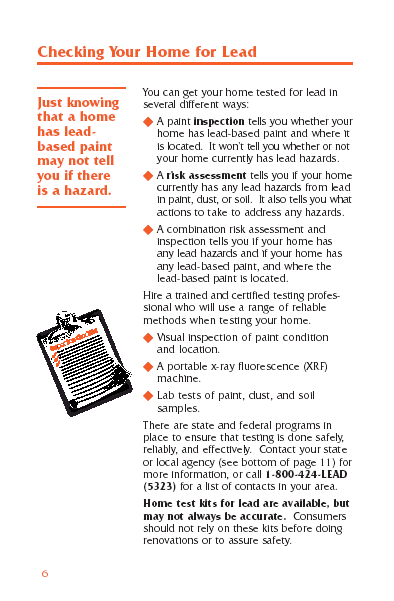 Checking Your Home for Lead
Just knowing
that a home
has lead-
based paint
may not tell
you if there
is a hazard.
You can get your home tested for lead in
several different ways:
◆ A paint inspection tells you whether your
home has lead-based paint and where it
is located.  It won't tell you whether or not
your home currently has lead hazards.
◆ A risk assessment tells you if your home
currently has any lead hazards from lead
in paint, dust, or soil.  It also tells you what
actions to take to address any hazards.
◆ A combination risk assessment and
inspection tells you if your home has
any lead hazards and if your home has
any lead-based paint, and where the
lead-based paint is located.
Hire a trained and certified testing profes-
sional who will use a range of reliable
methods when testing your home.
◆ Visual inspection of paint condition
and location.
◆ A portable x-ray fluorescence (XRF)
machine.
◆ Lab tests of paint, dust, and soil
samples.
There are state and federal programs in
place to ensure that testing is done safely,
reliably, and effectively.  Contact your state
or local agency (see bottom of page 11) for
more information, or call 1-800-424-LEAD
(5323) for a list of contacts in your area.
Home test kits for lead are available, but
may not always be accurate.  Consumers
should not rely on these kits before doing
renovations or to assure safety.
6